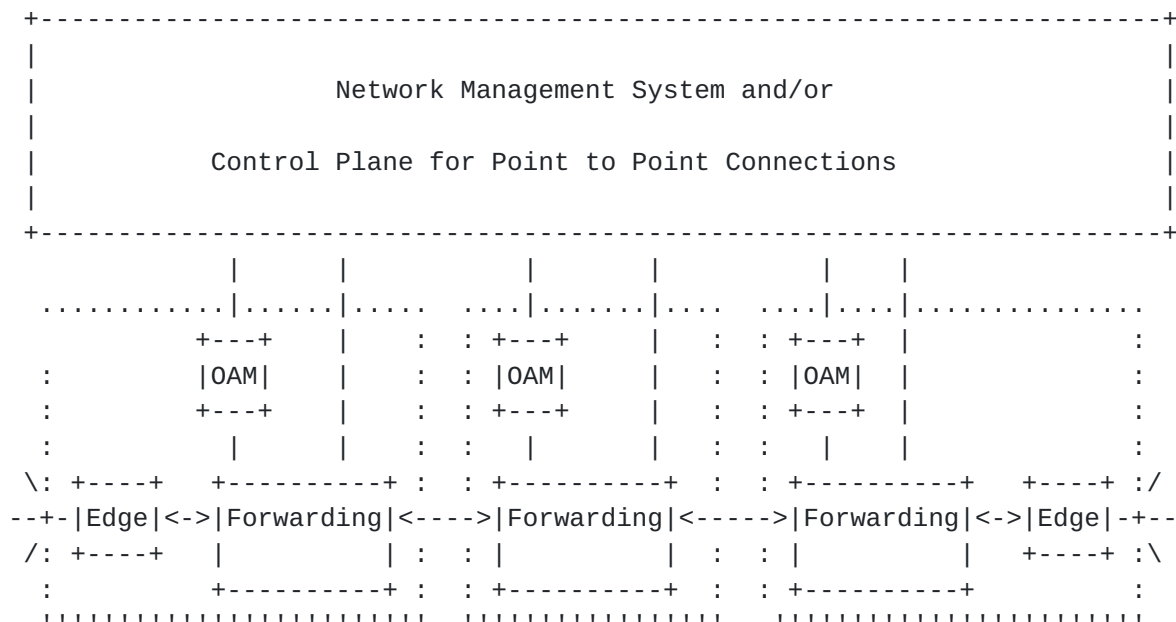 +------------------------------------------------------------------------+
|                                                                        |
|                   Network Management System and/or                     |
|                                                                        |
|           Control Plane for Point to Point Connections                 |
|                                                                        |
+------------------------------------------------------------------------+
             |      |           |       |          |    |
 ............|......|.....  ....|.......|....  ....|....|...............
           +---+    |    :  : +---+     |   :  : +---+  |              :
 :         |OAM|    |    :  : |OAM|     |   :  : |OAM|  |              :
 :         +---+    |    :  : +---+     |   :  : +---+  |              :
 :           |      |    :  :   |       |   :  :   |    |              :
\: +----+   +----------+ :  : +----------+  :  : +----------+   +----+ :/
--+-|Edge|<->|Forwarding|<---->|Forwarding|<----->|Forwarding|<->|Edge|-+--
/: +----+   |          | :  : |          |  :  : |          |   +----+ :\
 :          +----------+ :  : +----------+  :  : +----------+          :
 '''''''''''''''''''''''''  '''''''''''''''''   ''''''''''''''''''''''''